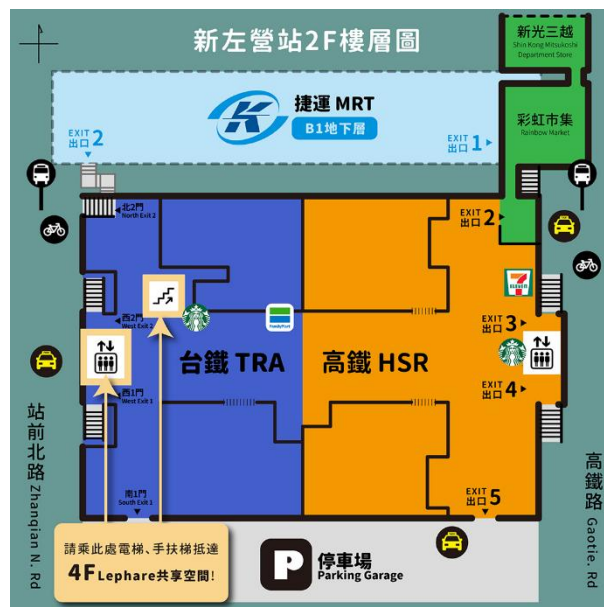 新左營站2F樓層圖
新光三越
Shin Kong Mitsukoshi
Department Store
捷運 MRT
B1地下層
彩虹市集
Rainbow Market
EXIT
出口 2
EXIT
出口 1
北2門
North Exit 2
EXIT
出口 2
7
ELEVEN
西2門
West Exit 2
FamilyMart
EXIT
出口 3
台鐵 TRA
高鐵 HSR
西1門
West Exit 1
EXIT
出口 4
站前北路 Zhanqian N. Rd
高鐵路 Gaotie. Rd
南1門
South Exit 1
EXIT
出口 5
請乘此處電梯、手扶梯抵達
4F Lephare共享空間!
P
停車場
Parking Garage